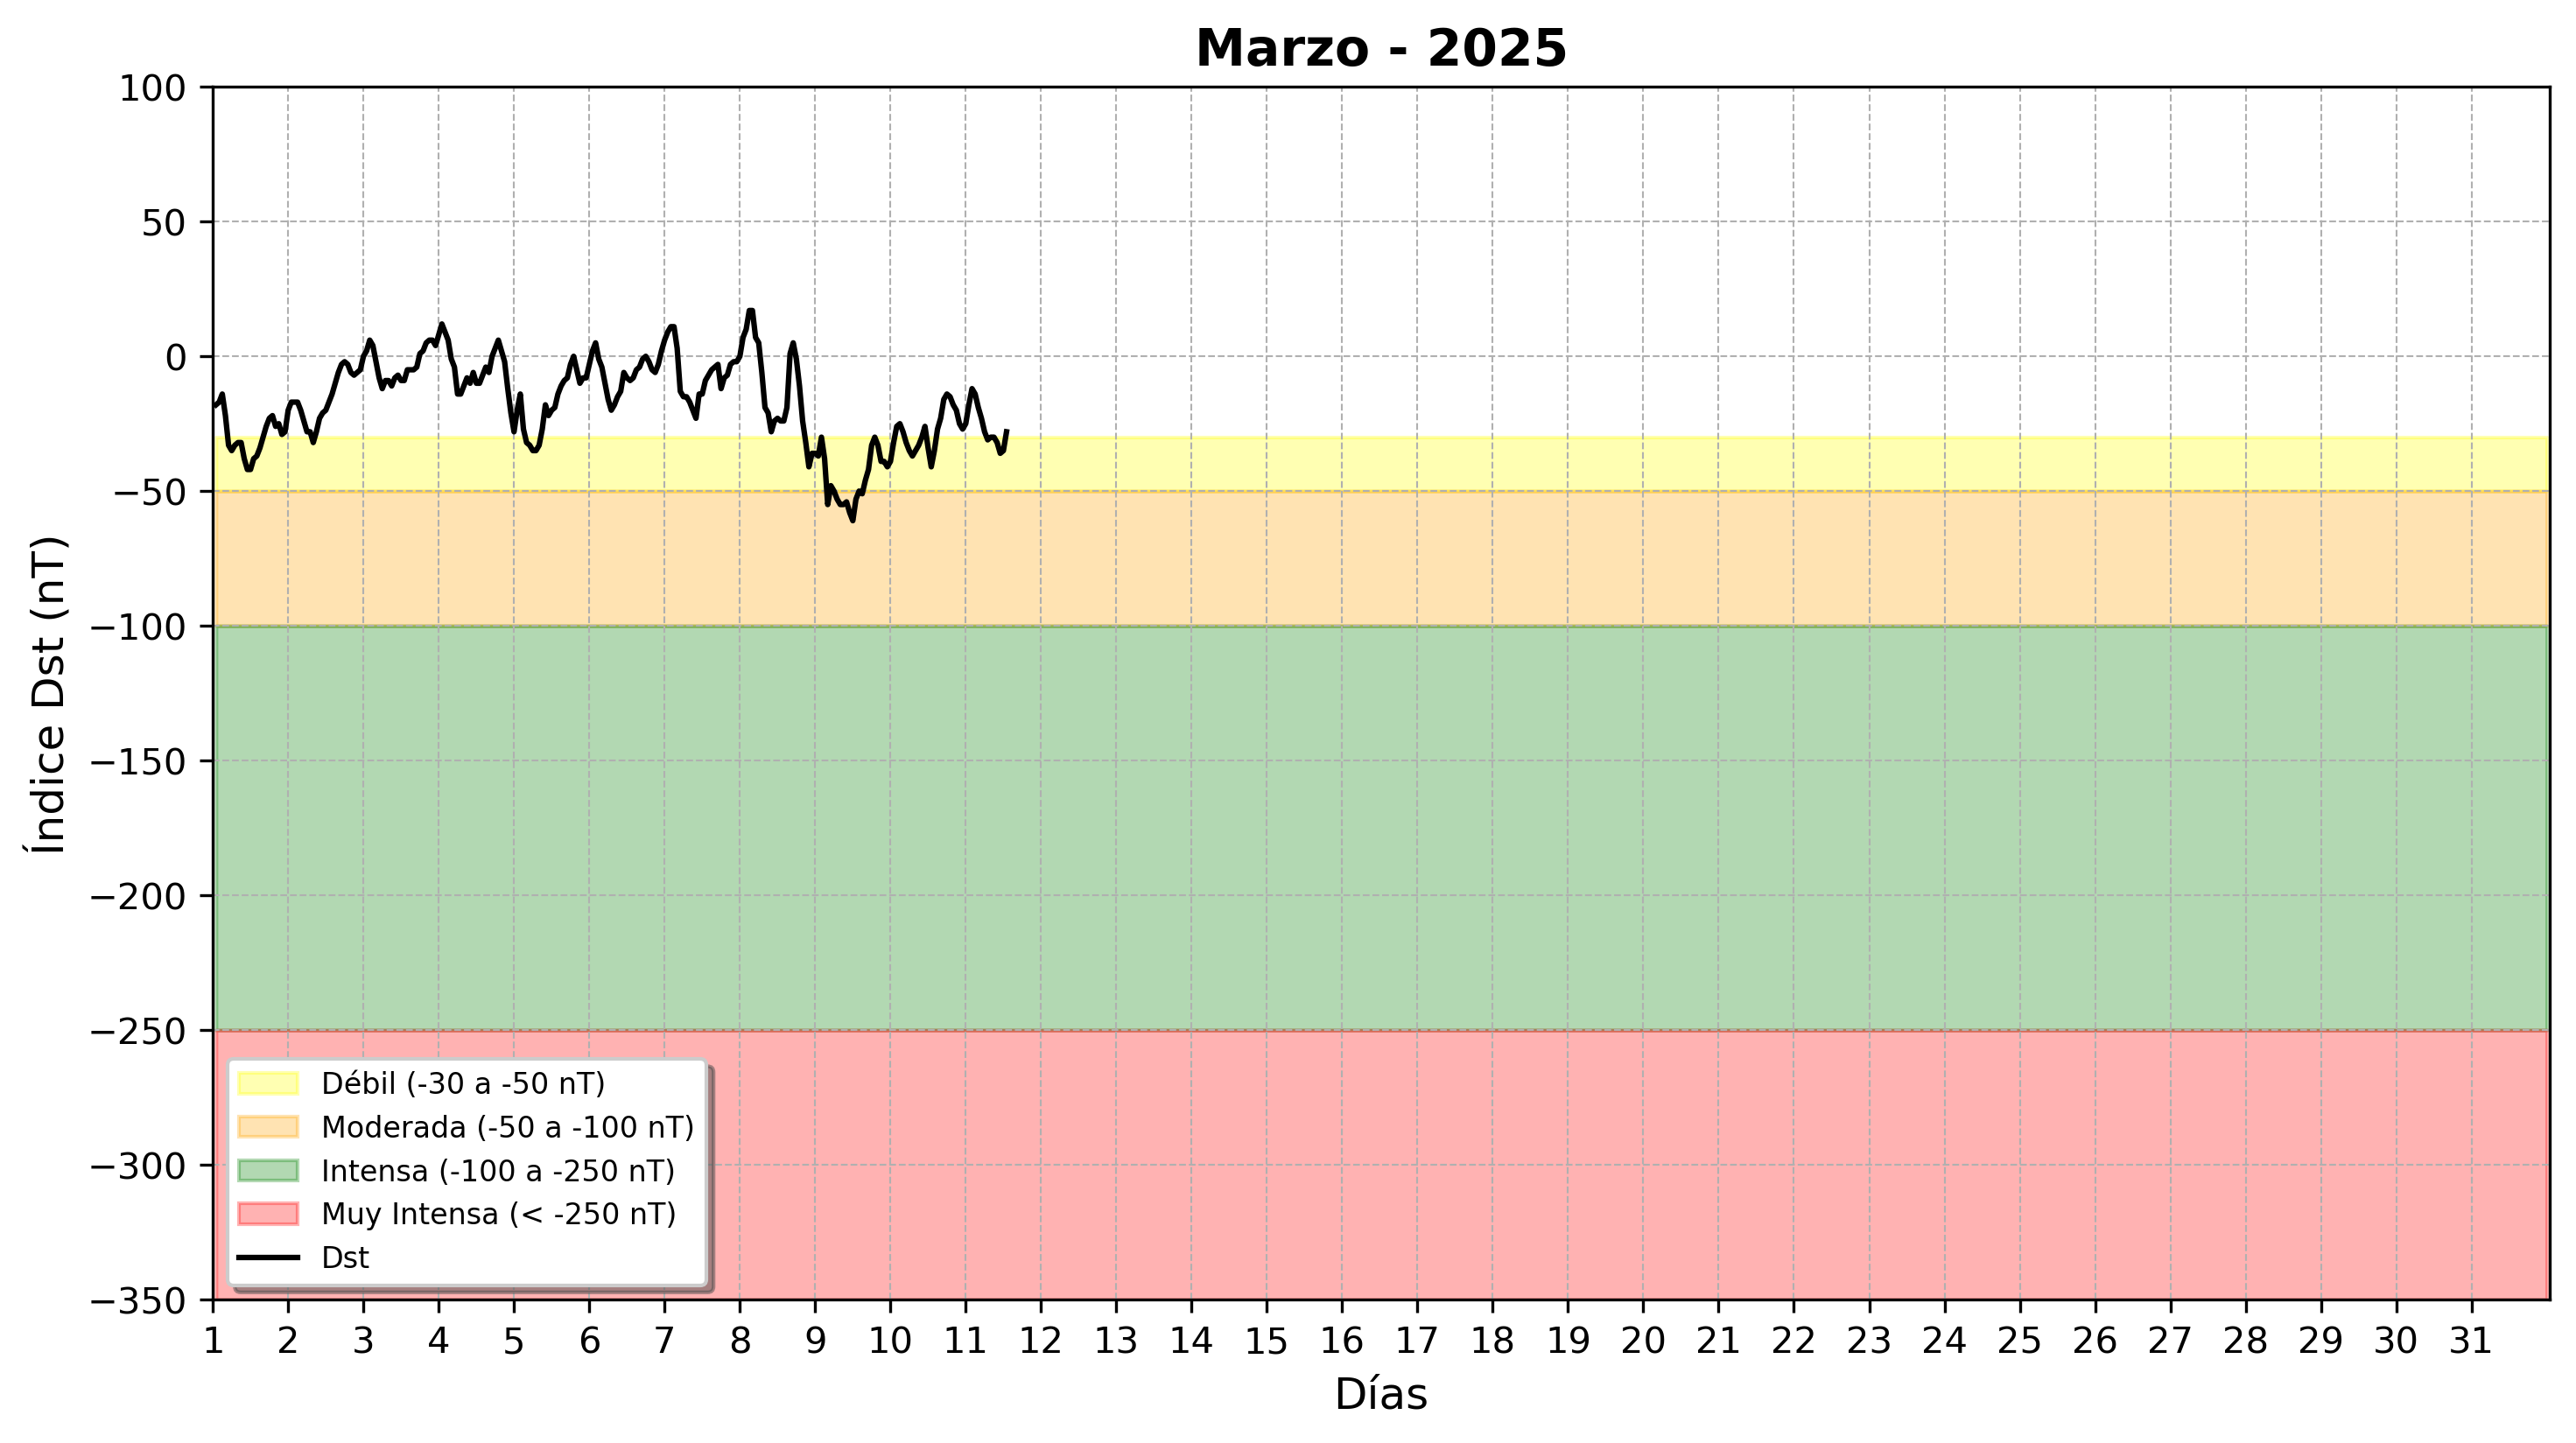 Marzo - 2025
100
50
0
−50
−100
−150
−200
−250
−300
−350
Índice Dst (nT)
Débil (-30 a -50 nT)
Moderada (-50 a -100 nT)
Intensa (-100 a -250 nT)
Muy Intensa (< -250 nT)
Dst
1 2 3 4 5 6 7 8 9 10 11 12 13 14 15 16 17 18 19 20 21 22 23 24 25 26 27 28 29 30 31
Días